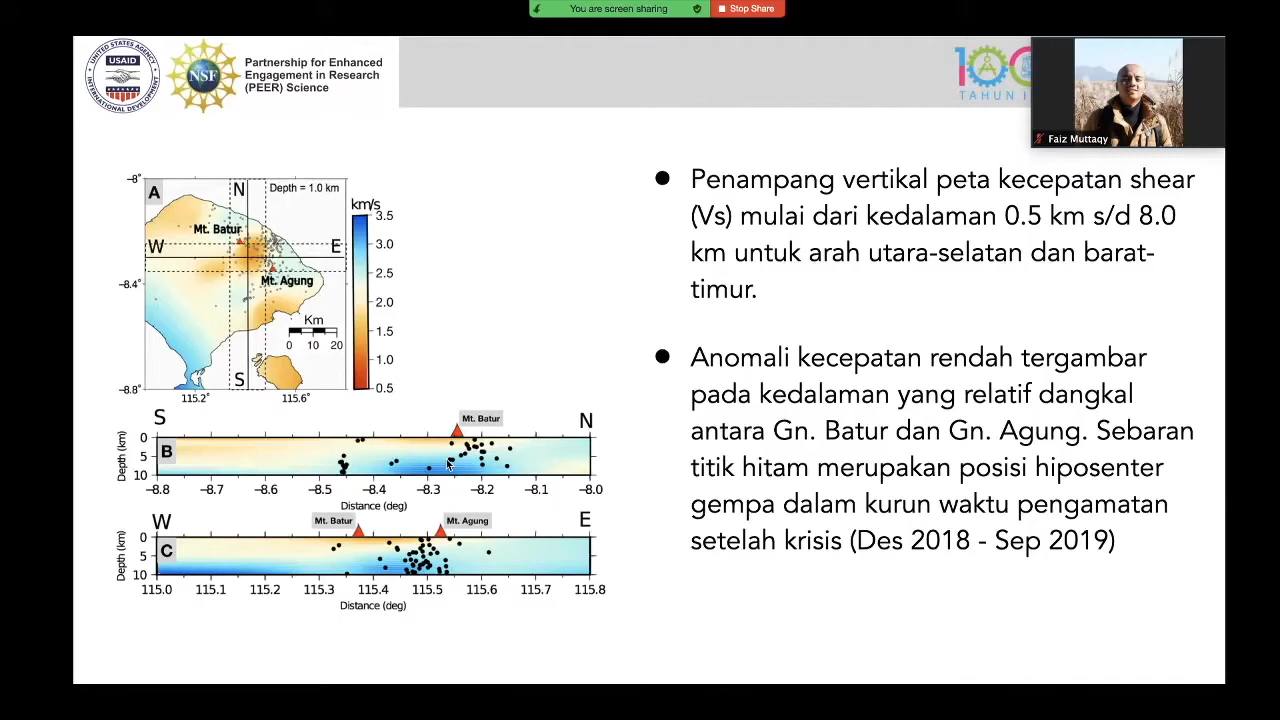 You are screen sharing
Stop Share
UNITED STATES AGENCY
USAID
INTERNATIONAL DEVELOPMENT
NSF
Partnership for Enhanced
Engagement in Research
(PEER) Science
100
TAHUN
Faiz Muttaqy
A
N
Depth = 1.0 km
-8°
-8.4°
-8.8°
Mt. Batur
W
E
Mt. Agung
Km
0 10 20
S
115.2° 115.6°
km/s
3.5
3.0
2.5
2.0
1.5
1.0
0.5
S
Mt. Batur
N
B
Depth (km)
0
5
10
-8.8 -8.7 -8.6 -8.5 -8.4 -8.3 -8.2 -8.1 -8.0
Distance (deg)
W
Mt. Batur
Mt. Agung
E
C
Depth (km)
0
5
10
115.0 115.1 115.2 115.3 115.4 115.5 115.6 115.7 115.8
Distance (deg)
● Penampang vertikal peta kecepatan shear
(Vs) mulai dari kedalaman 0.5 km s/d 8.0
km untuk arah utara-selatan dan barat-
timur.
● Anomali kecepatan rendah tergambar
pada kedalaman yang relatif dangkal
antara Gn. Batur dan Gn. Agung. Sebaran
titik hitam merupakan posisi hiposenter
gempa dalam kurun waktu pengamatan
setelah krisis (Des 2018 - Sep 2019)